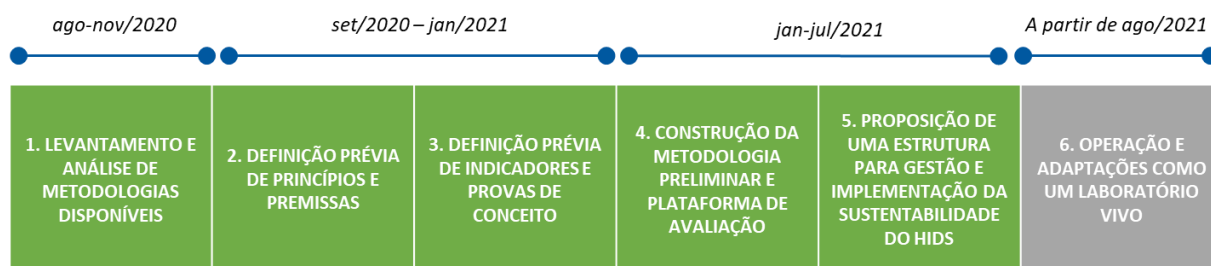 ago-nov/2020
set/2020 – jan/2021
jan-jul/2021
A partir de ago/2021
1. LEVANTAMENTO E
ANÁLISE DE
METODOLOGIAS
DISPONÍVEIS
2. DEFINIÇÃO PRÉVIA
DE PRINCÍPIOS E
PREMISSAS
3. DEFINIÇÃO PRÉVIA
DE INDICADORES E
PROVAS DE
CONCEITO
4. CONSTRUÇÃO DA
METODOLOGIA
PRELIMINAR E
PLATAFORMA DE
AVALIAÇÃO
5. PROPOSIÇÃO DE
UMA ESTRUTURA
PARA GESTÃO E
IMPLEMENTAÇÃO DA
SUSTENTABILIDADE
DO HIDS
6. OPERAÇÃO E
ADAPTAÇÕES COMO
UM LABORATÓRIO
VIVO